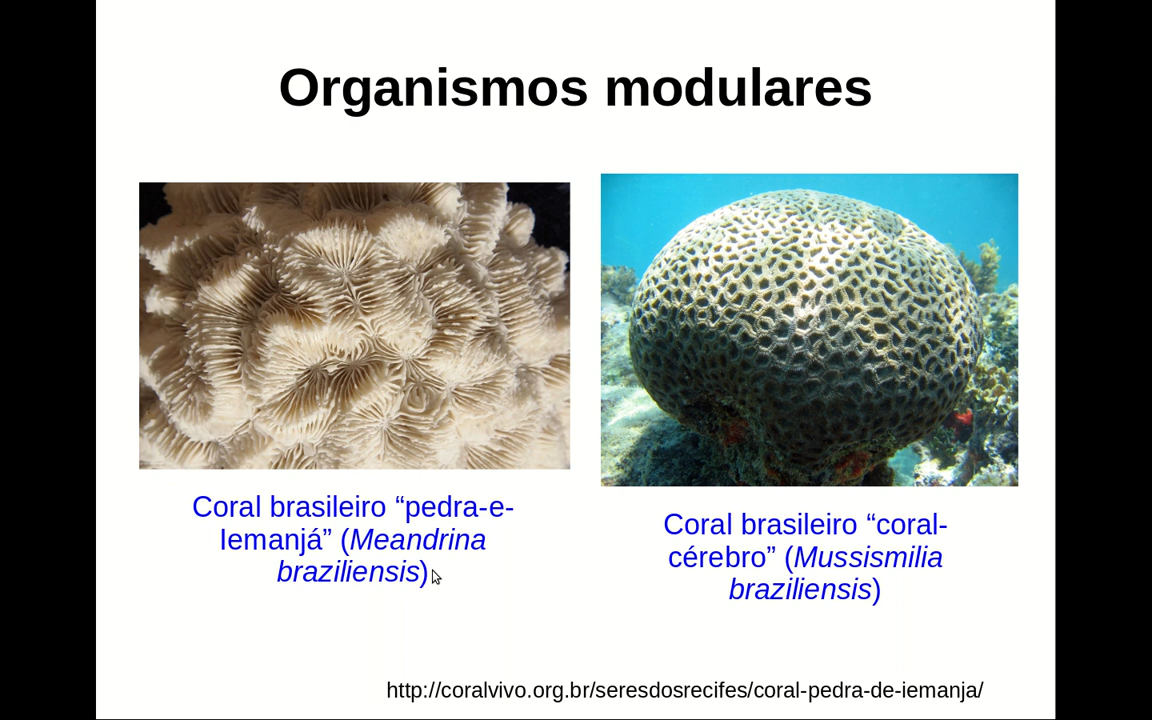 Organismos modulares
Coral brasileiro “pedra-e-
Iemanjá” (Meandrina
braziliensis)
Coral brasileiro “coral-
cérebro” (Mussismilia
braziliensis)
http://coralvivo.org.br/seresdosrecifes/coral-pedra-de-iemanja/